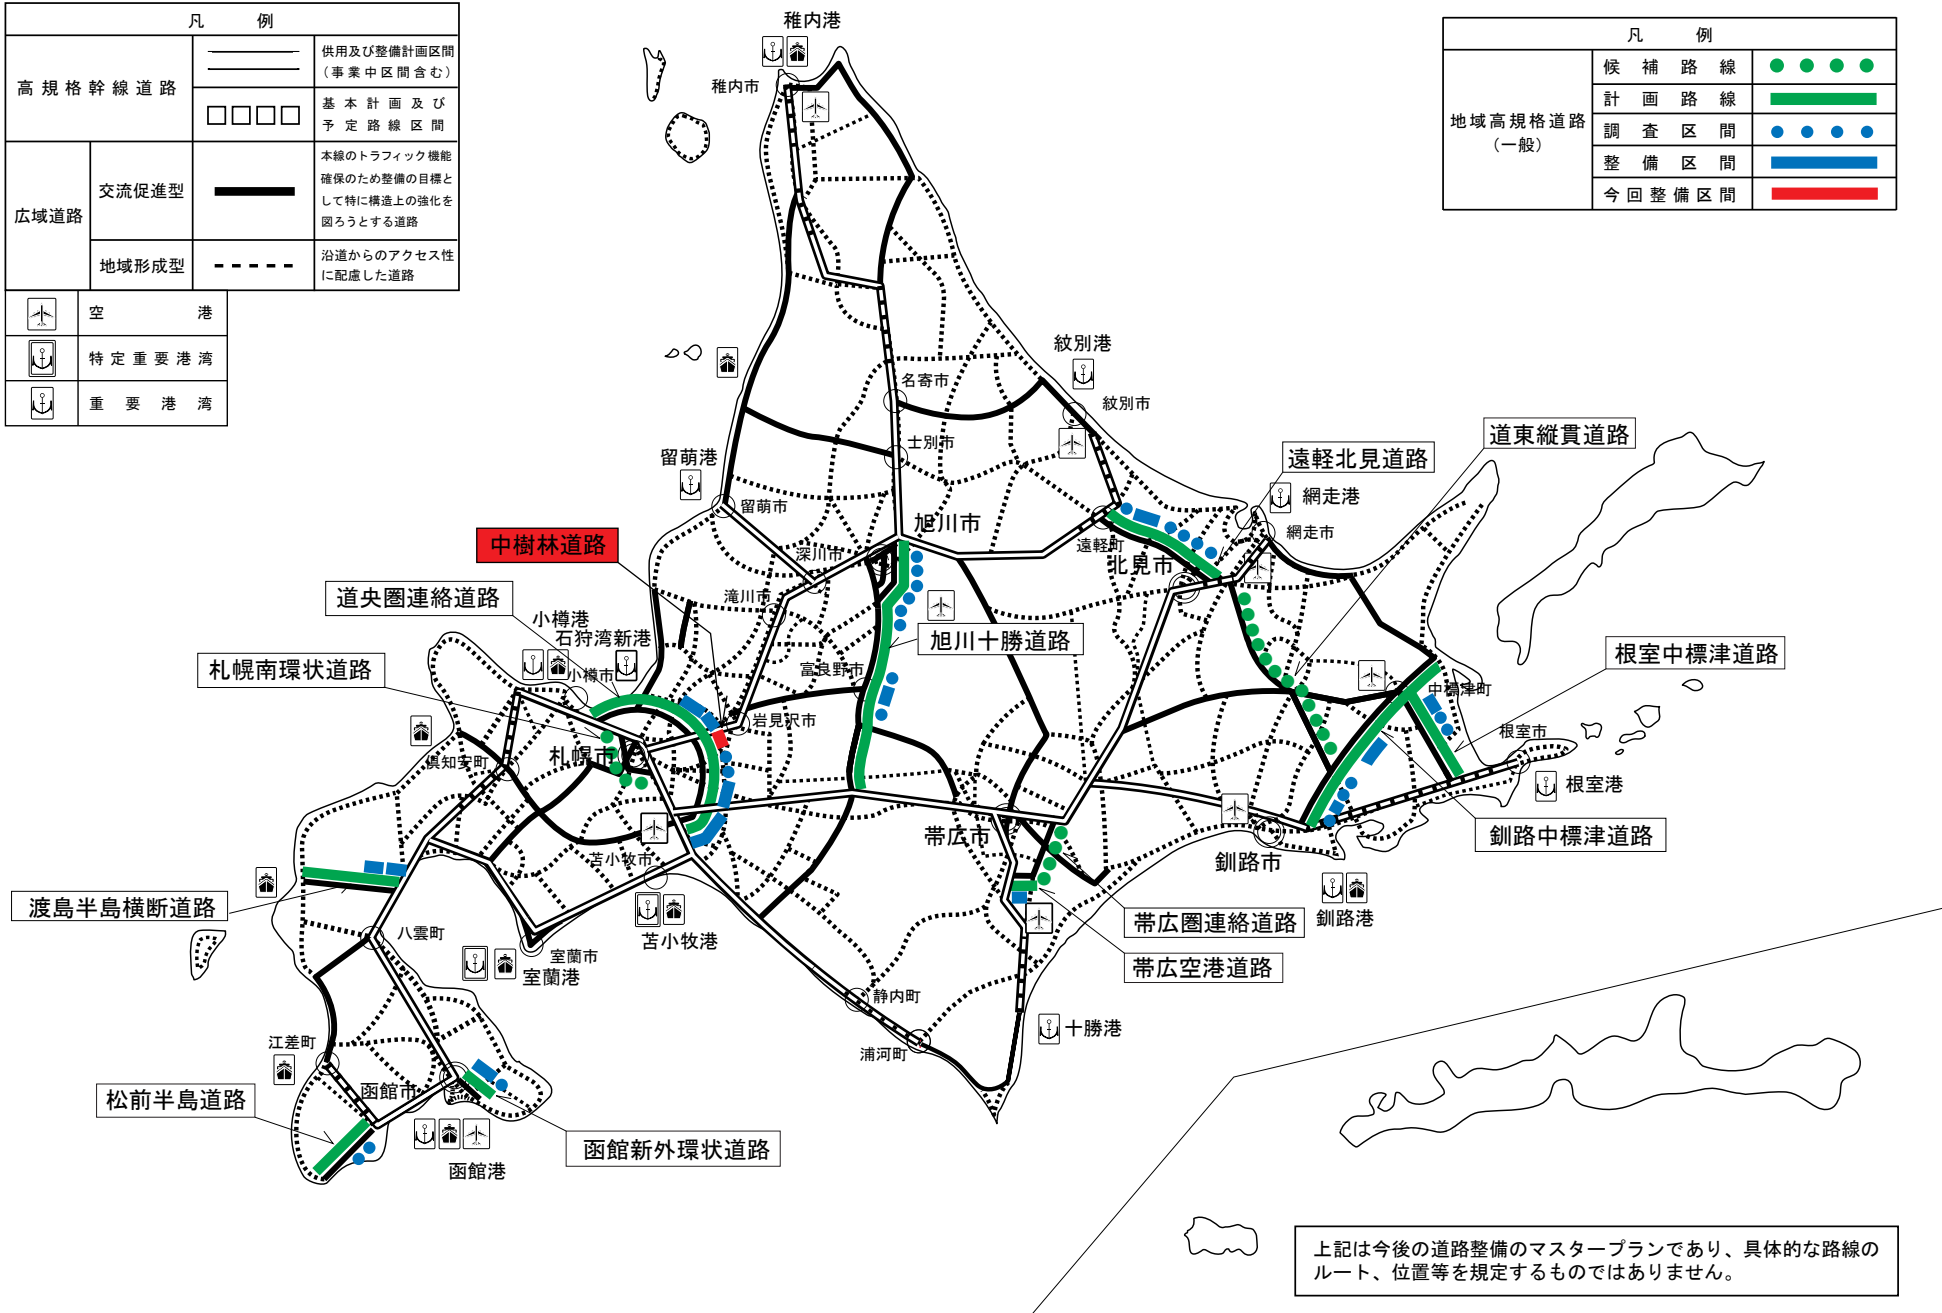 凡 例
高規格幹線道路
供用及び整備計画区間
（事業中区間含む）
基本計画及び
予定路線区間
広域道路
交流促進型
本線のトラフィック機能
確保のため整備の目標と
して特に構造上の強化を
図ろうとする道路
地域形成型
沿道からのアクセス性
に配慮した道路
空 港
特定重要港湾
重要港湾
凡 例
地域高規格道路
（一般）
候補路線
計画路線
調査区間
整備区間
今回整備区間
稚内港
稚内市
紋別港
名寄市
紋別市
士別市
道東縦貫道路
遠軽北見道路
留萌港
網走港
留萌市
旭川市
網走市
中樹林道路
深川市
遠軽町
北見市
道央圏連絡道路
滝川市
小樽港
石狩湾新港
旭川十勝道路
根室中標津道路
札幌南環状道路
小樽市
富良野市
中標津町
岩見沢市
根室市
札幌市
倶知安町
根室港
帯広市
釧路中標津道路
苫小牧市
釧路市
渡島半島横断道路
帯広圏連絡道路
釧路港
八雲町
苫小牧港
室蘭市
室蘭港
帯広空港道路
静内町
十勝港
江差町
浦河町
函館市
松前半島道路
函館新外環状道路
函館港
上記は今後の道路整備のマスタープランであり、具体的な路線の
ルート、位置等を規定するものではありません。